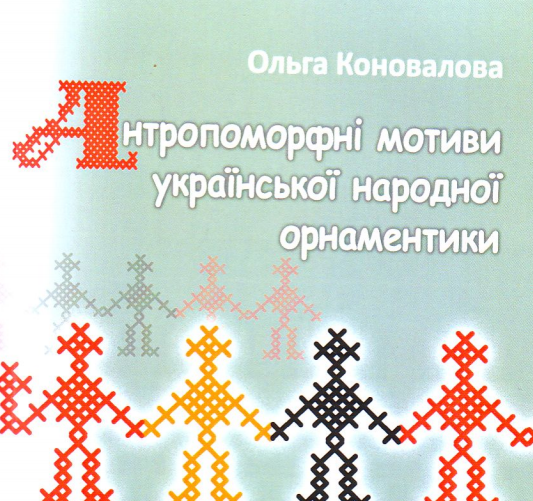 Ольга Коновалова
Антропоморфні мотиви
української народної
орнаментики